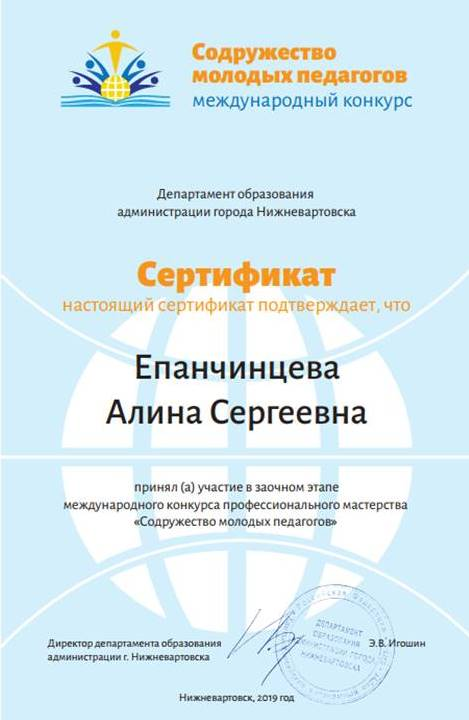 Содружество
молодых педагогов
международный конкурс
Департамент образования
администрации города Нижневартовска
Сертификат
настоящий сертификат подтверждает, что
Епанчинцева
Алина Сергеевна
принял (а) участие в заочном этапе
международного конкурса профессионального мастерства
«Содружество молодых педагогов»
Директор департамента образования
администрации г. Нижневартовска
ДЕПАРТАМЕНТ
ОБРАЗОВАНИЯ
АДМИНИСТРАЦИИ ГОРОДА
НИЖНЕВАРТОВСКА
Э.В. Игошин
Нижневартовск, 2019 год